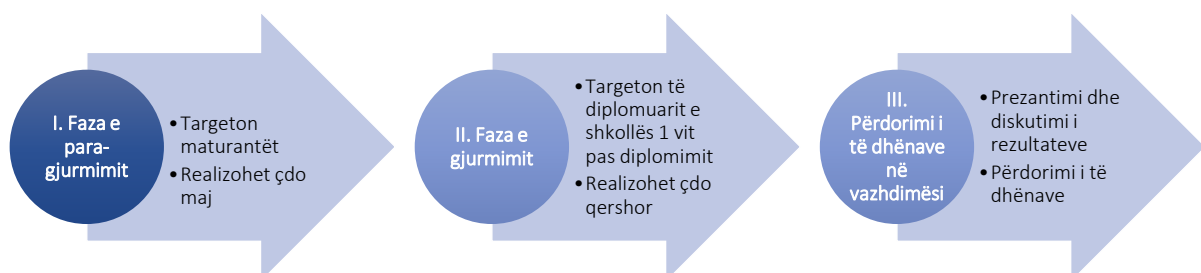 I. Faza e
para-
gjurmimit
• Targeton
maturantët
• Realizohet çdo
maj
II. Faza e
gjurmimit
• Targeton të
diplomuarit e
shkollës 1 vit
pas diplomimit
• Realizohet çdo
qershor
III.
Përdorimi i
të dhënave
në
vazhdimësi
• Prezantimi dhe
diskutimi i
rezultateve
• Përdorimi i të
dhënave